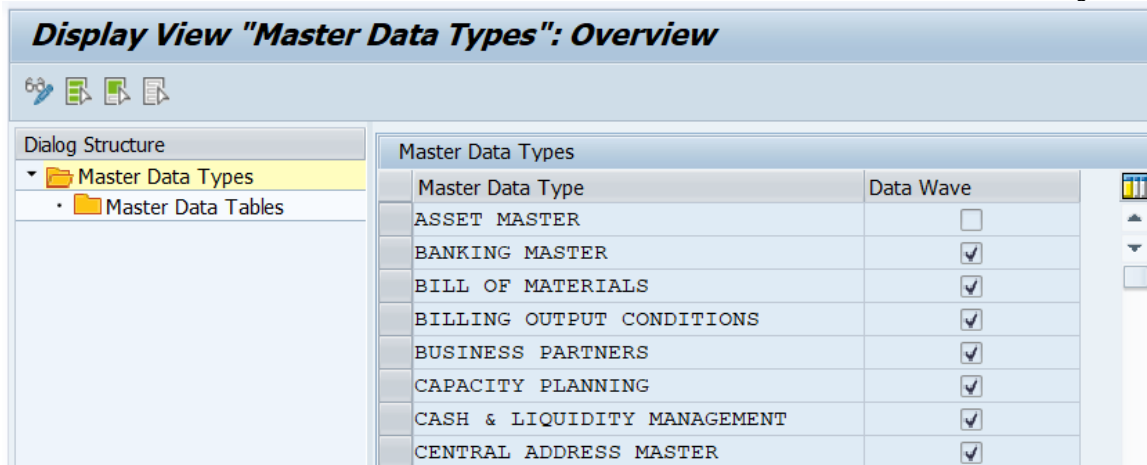 Display View "Master Data Types": Overview
Dialog Structure
Master Data Types
Master Data Tables
Master Data Types
Master Data Type Data Wave
ASSET MASTER
BANKING MASTER
BILL OF MATERIALS
BILLING OUTPUT CONDITIONS
BUSINESS PARTNERS
CAPACITY PLANNING
CASH & LIQUIDITY MANAGEMENT
CENTRAL ADDRESS MASTER